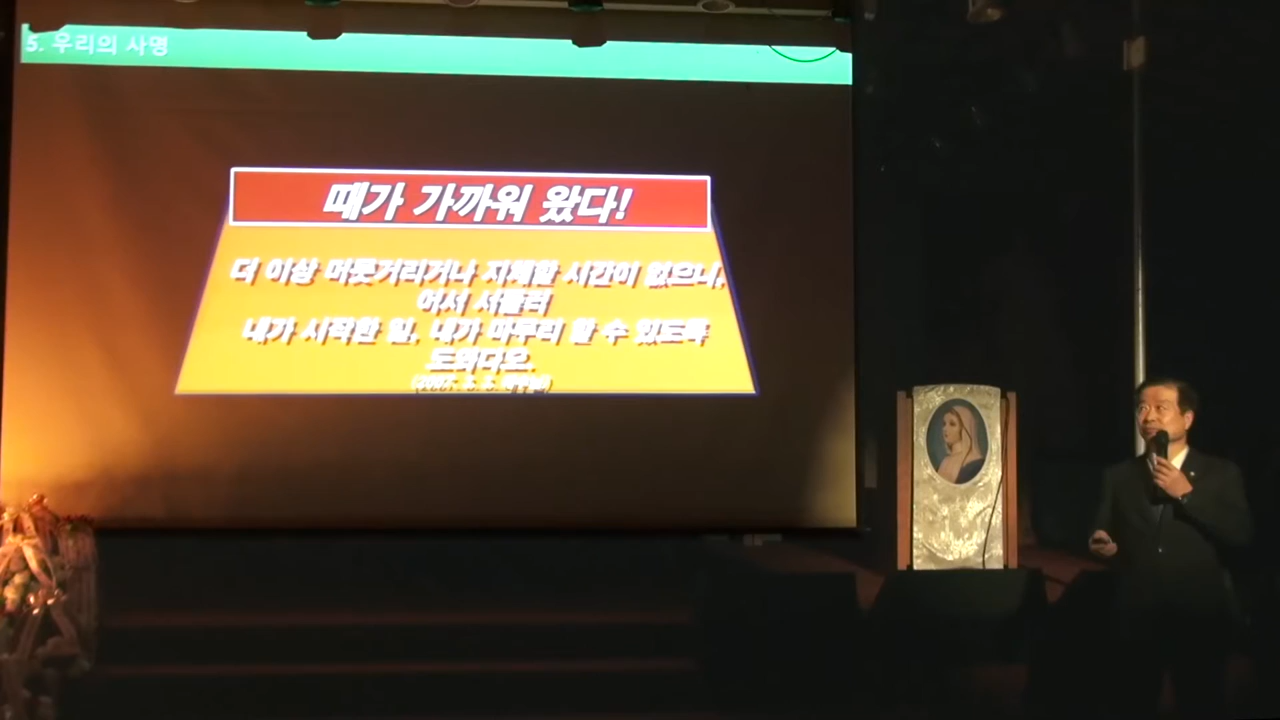 5. 우리의 사명
때가 가까워 왔다!
더 이상 머뭇거리거나 지체할 시간이 없으니,
어서 서둘러
내가 시작한 일, 내가 마무리 할 수 있도록
도와다오.